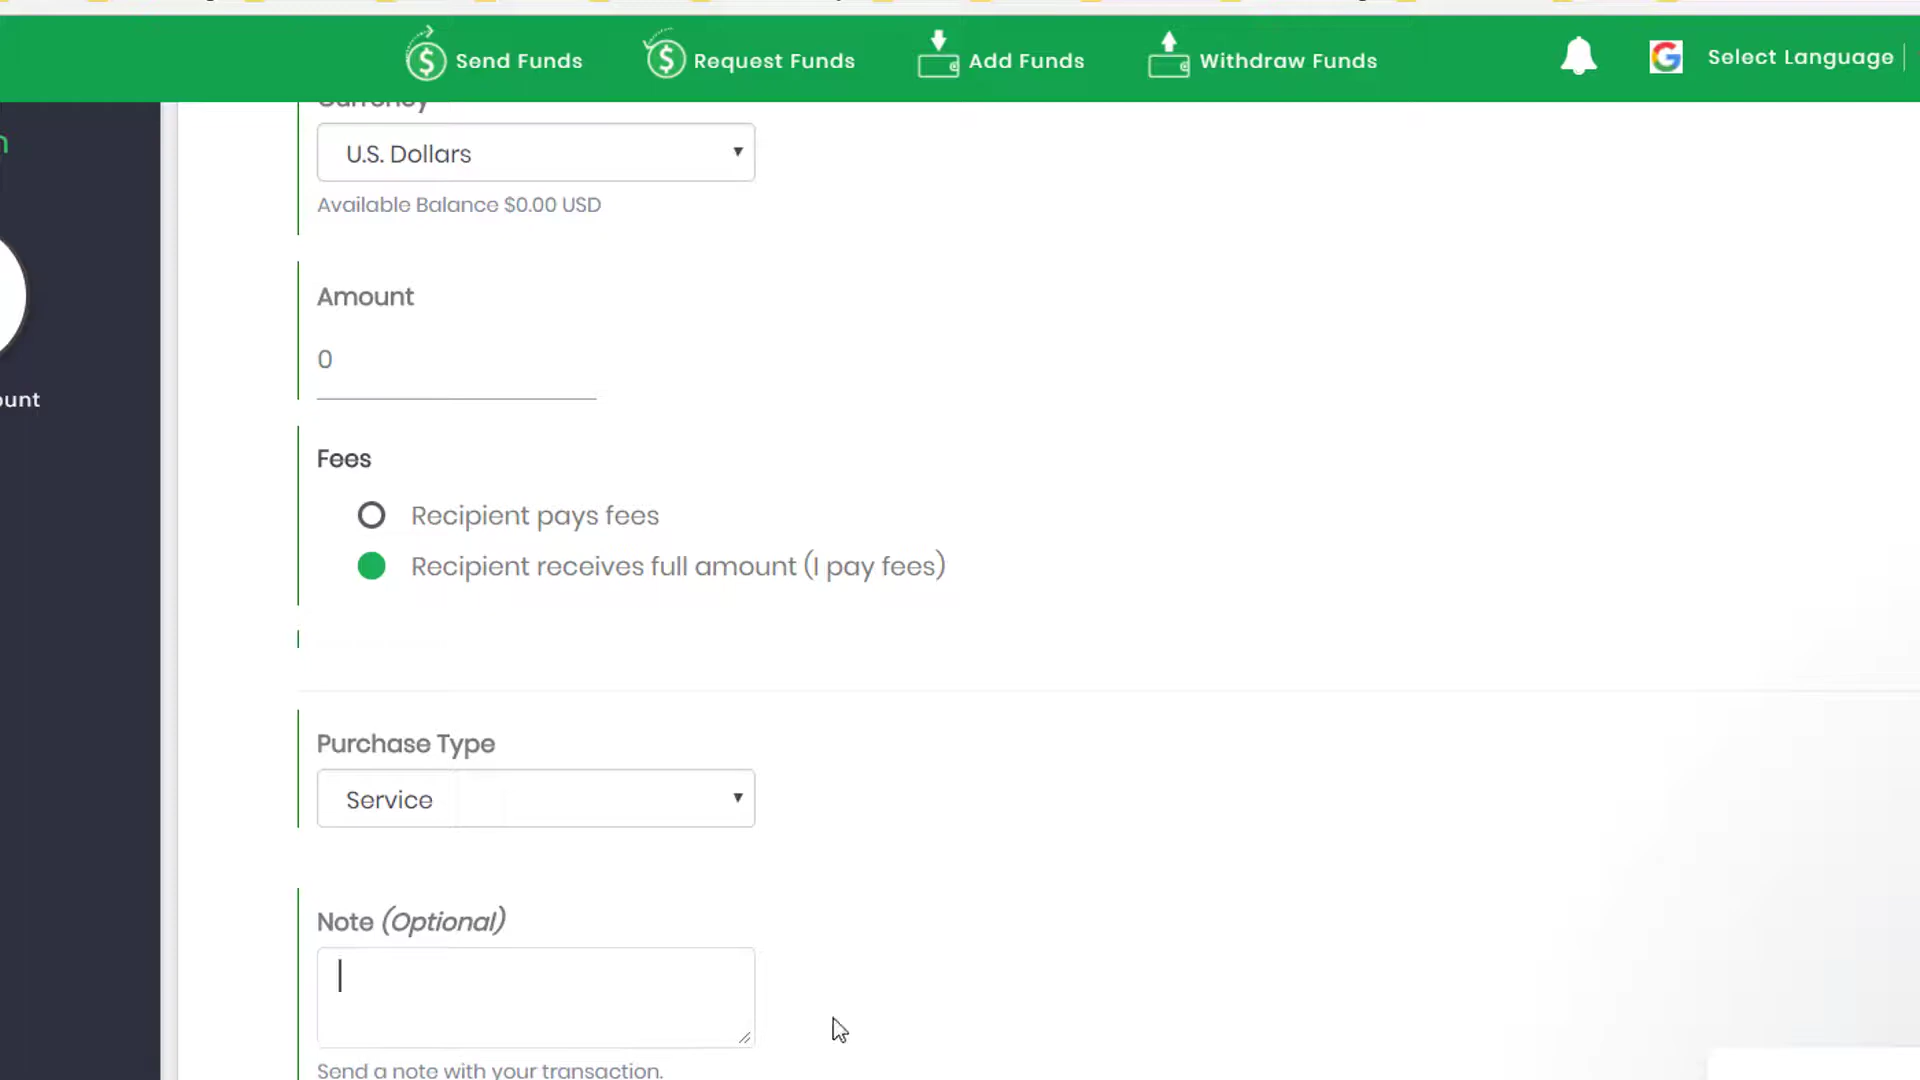 Send Funds
Request Funds
Add Funds
Withdraw Funds
Select Language
Currency
U.S. Dollars
Available Balance $0.00 USD
ount
Amount
0
Fees
Recipient pays fees
Recipient receives full amount (I pay fees)
Purchase Type
Service
Note (Optional)
Send a note with your transaction.